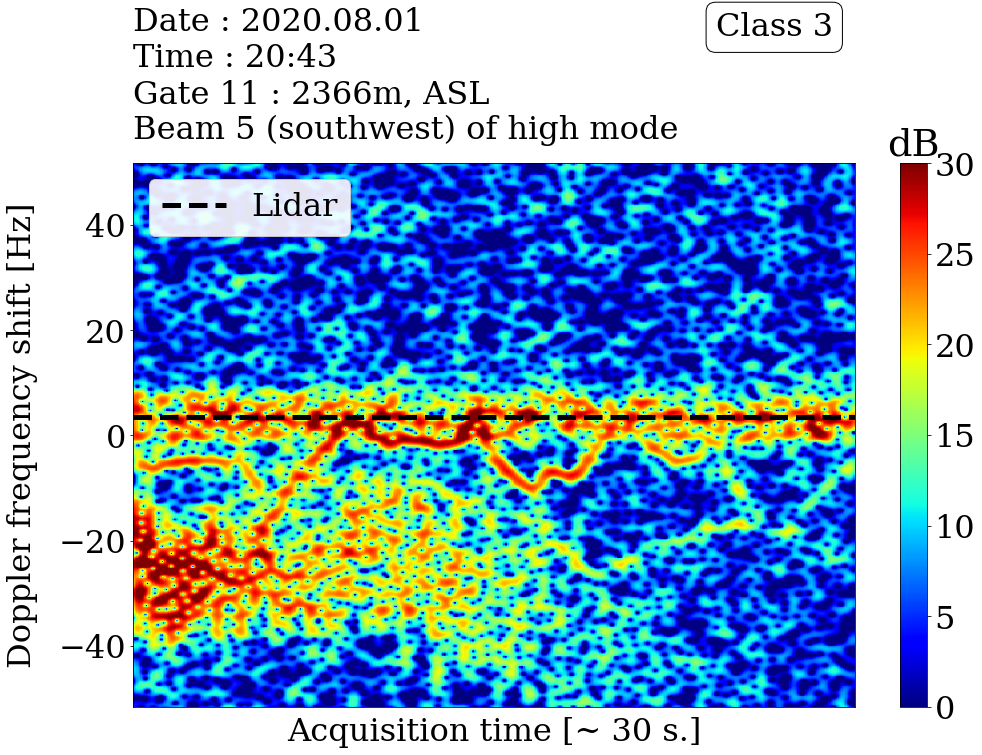 Date : 2020.08.01
Time : 20:43
Gate 11 : 2366m, ASL
Beam 5 (southwest) of high mode
Class 3
dB
Lidar
Doppler frequency shift [Hz]
40
20
0
−20
−40
30
25
20
15
10
5
0
Acquisition time [~ 30 s.]